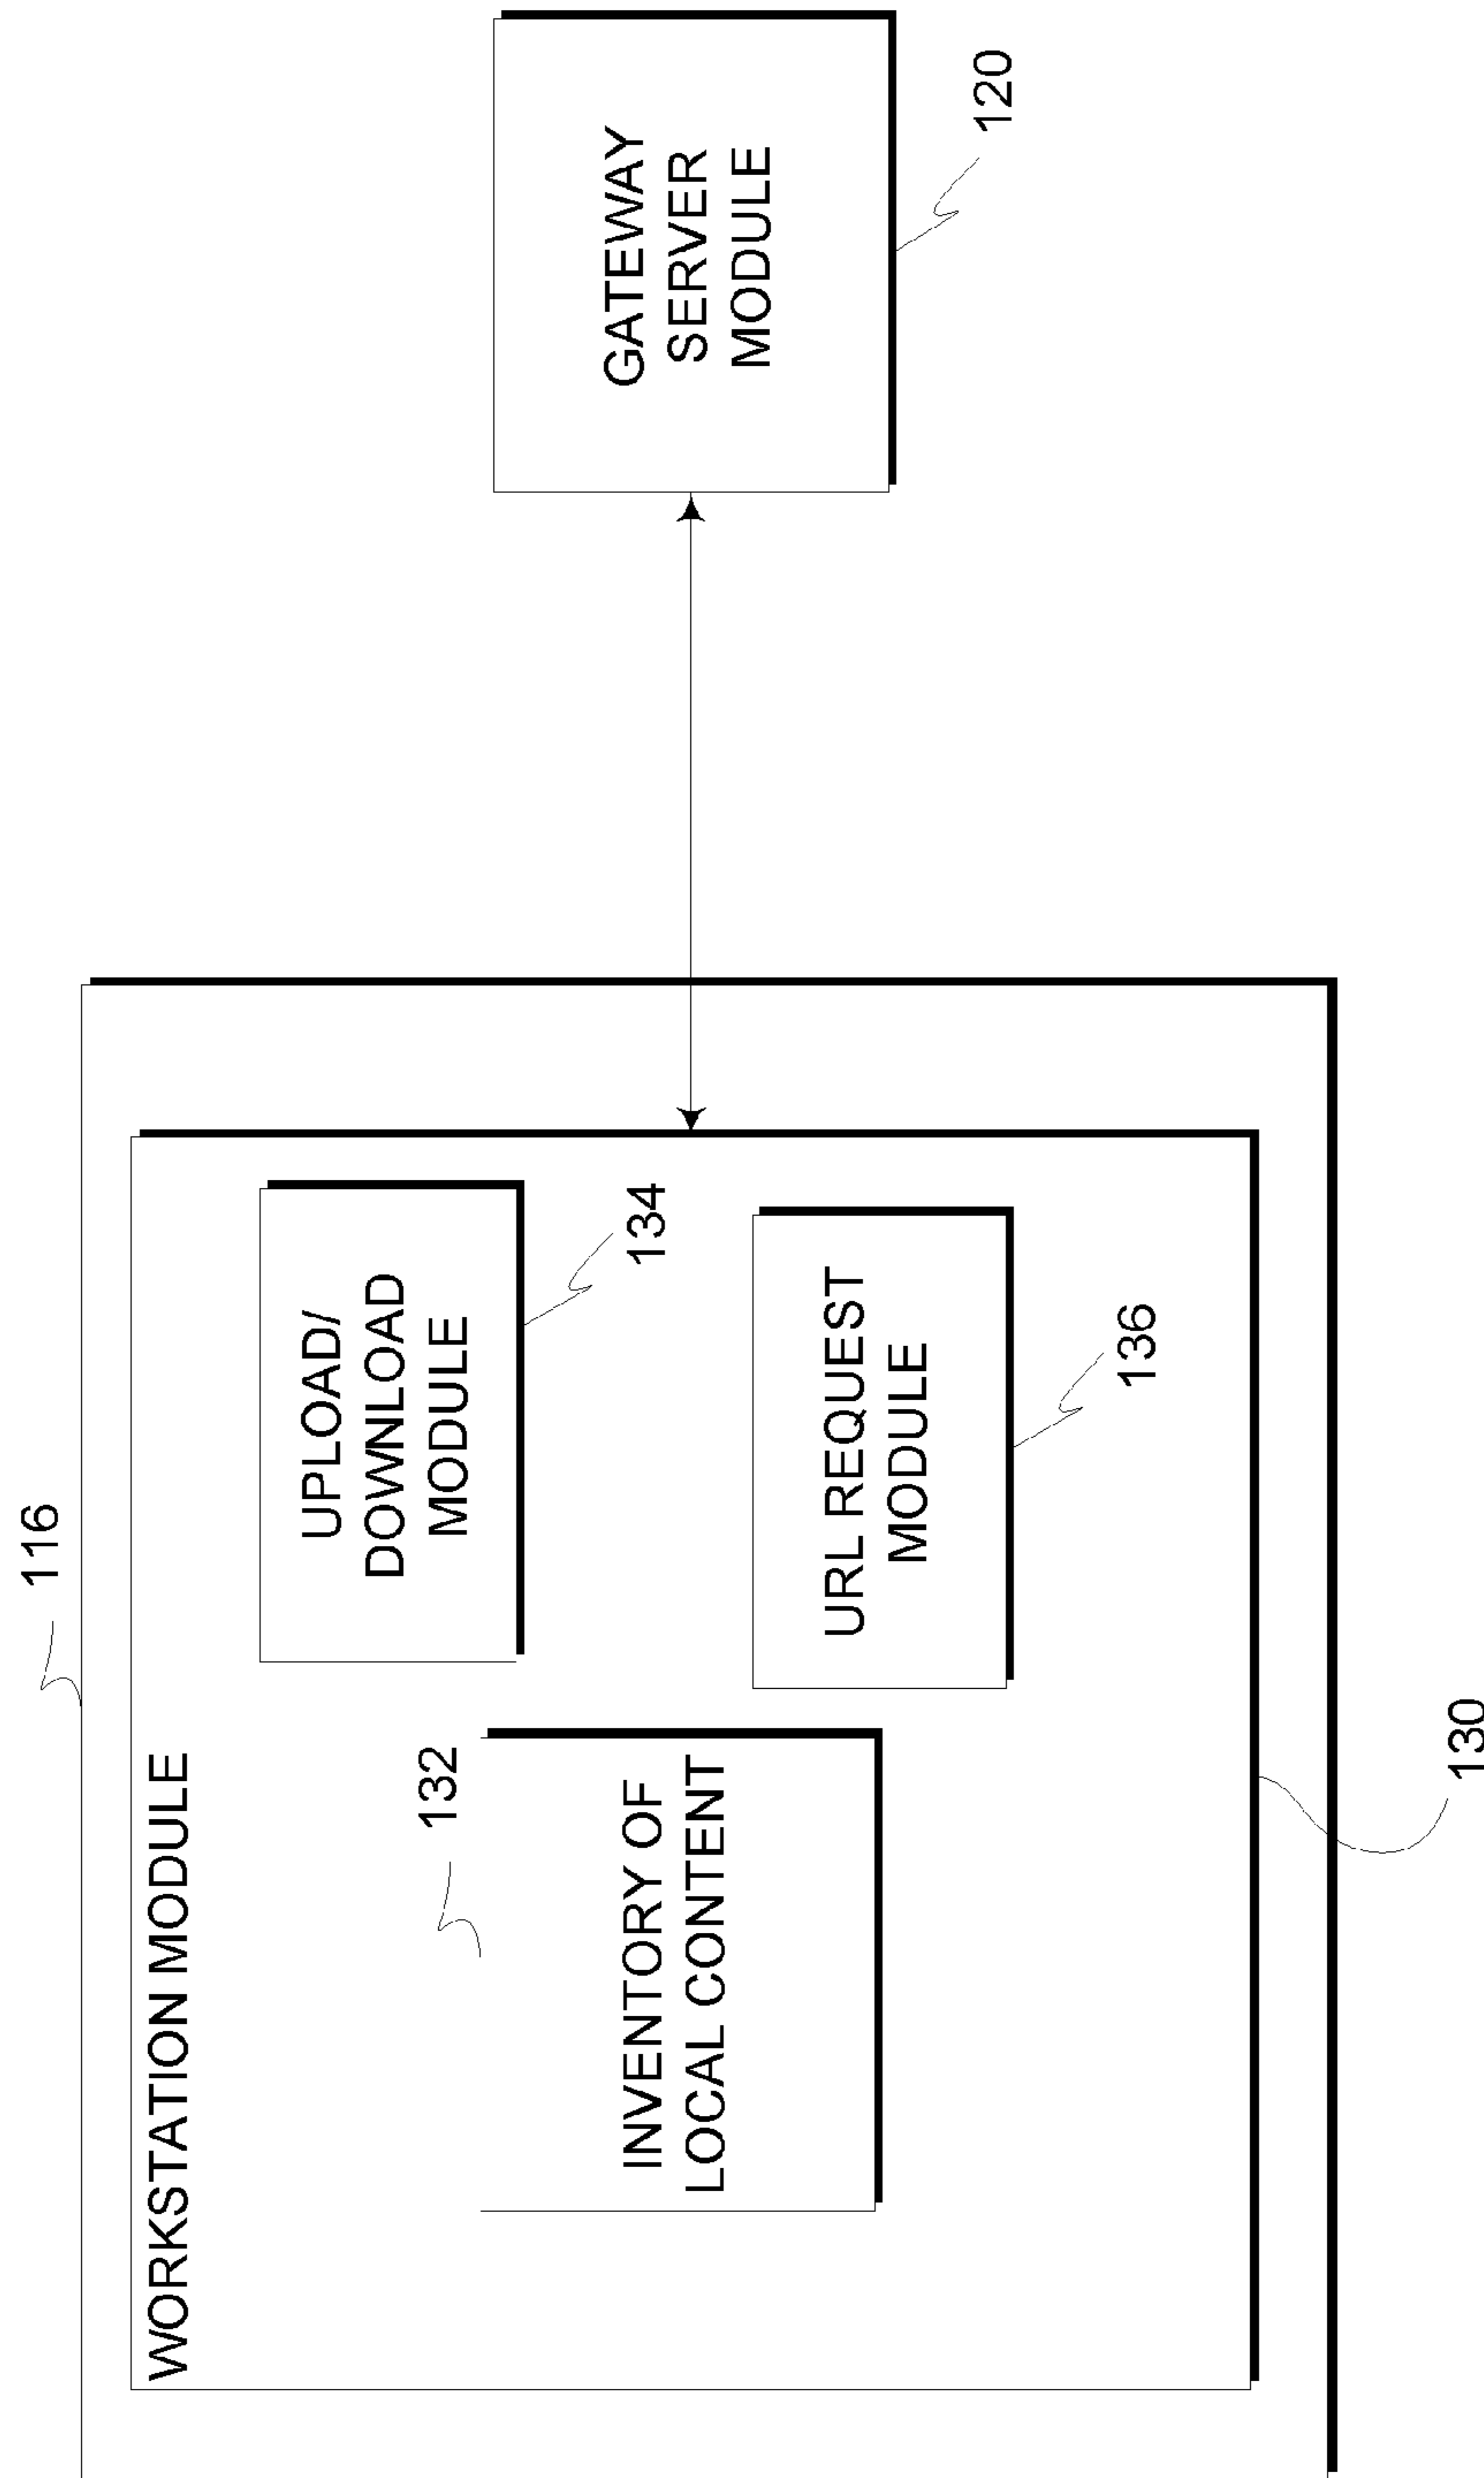 116
WORKSTATION MODULE
132
INVENTORY OF
LOCAL CONTENT
UPLOAD/
DOWNLOAD
MODULE
134
URL REQUEST
MODULE
136
130
GATEWAY
SERVER
MODULE
120